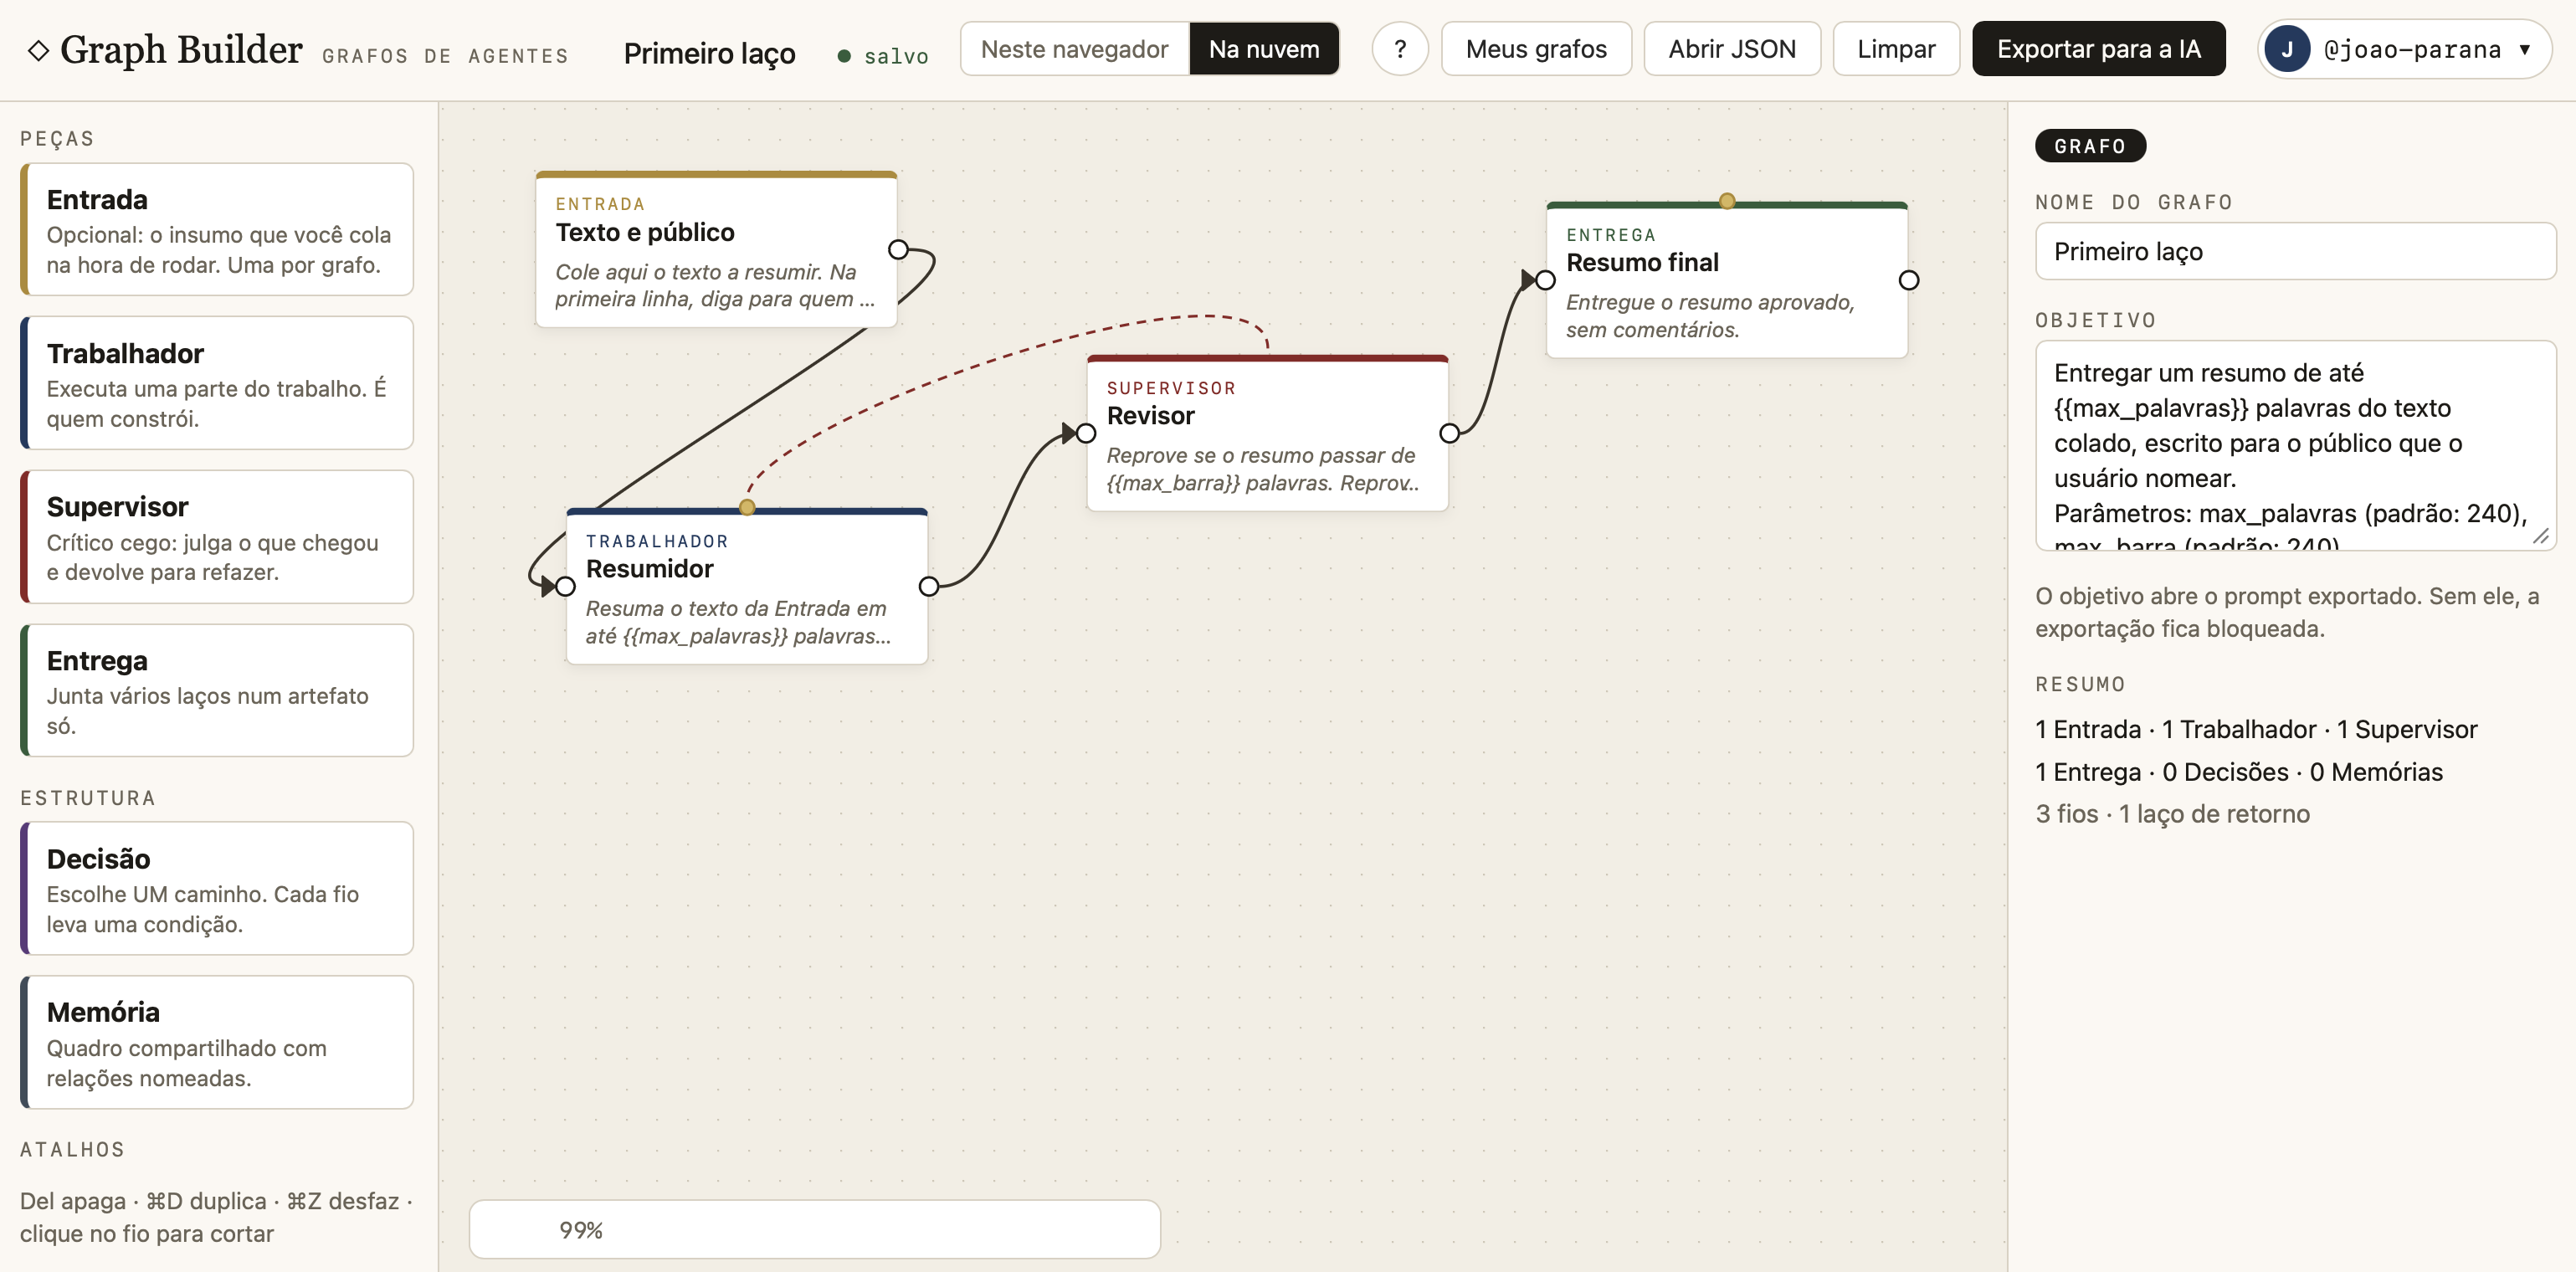 ◇ Graph Builder GRAFOS DE AGENTES Primeiro laço ● salvo Neste navegador Na nuvem ? Meus grafos Abrir JSON Limpar Exportar para a IA J @joao-parana ▼
PEÇAS
Entrada
Opcional: o insumo que você cola
na hora de rodar. Uma por grafo.
Trabalhador
Executa uma parte do trabalho. É
quem constrói.
Supervisor
Crítico cego: julga o que chegou
e devolve para refazer.
Entrega
Junta vários laços num artefato
só.
ESTRUTURA
Decisão
Escolhe UM caminho. Cada fio
leva uma condição.
Memória
Quadro compartilhado com
relações nomeadas.
ATALHOS
Del apaga · ⌘D duplica · ⌘Z desfaz ·
clique no fio para cortar
ENTRADA
Texto e público
Cole aqui o texto a resumir. Na
primeira linha, diga para quem ...
TRABALHADOR
Resumidor
Resuma o texto da Entrada em
até {{max_palavras}} palavras...
SUPERVISOR
Revisor
Reprove se o resumo passar de
{{max_barra}} palavras. Reprov...
ENTREGA
Resumo final
Entregue o resumo aprovado,
sem comentários.
99%
GRAFO
NOME DO GRAFO
Primeiro laço
OBJETIVO
Entregar um resumo de até
{{max_palavras}} palavras do texto
colado, escrito para o público que o
usuário nomear.
Parâmetros: max_palavras (padrão: 240),
max_barra (padrão: 240)
O objetivo abre o prompt exportado. Sem ele, a
exportação fica bloqueada.
RESUMO
1 Entrada · 1 Trabalhador · 1 Supervisor
1 Entrega · 0 Decisões · 0 Memórias
3 fios · 1 laço de retorno